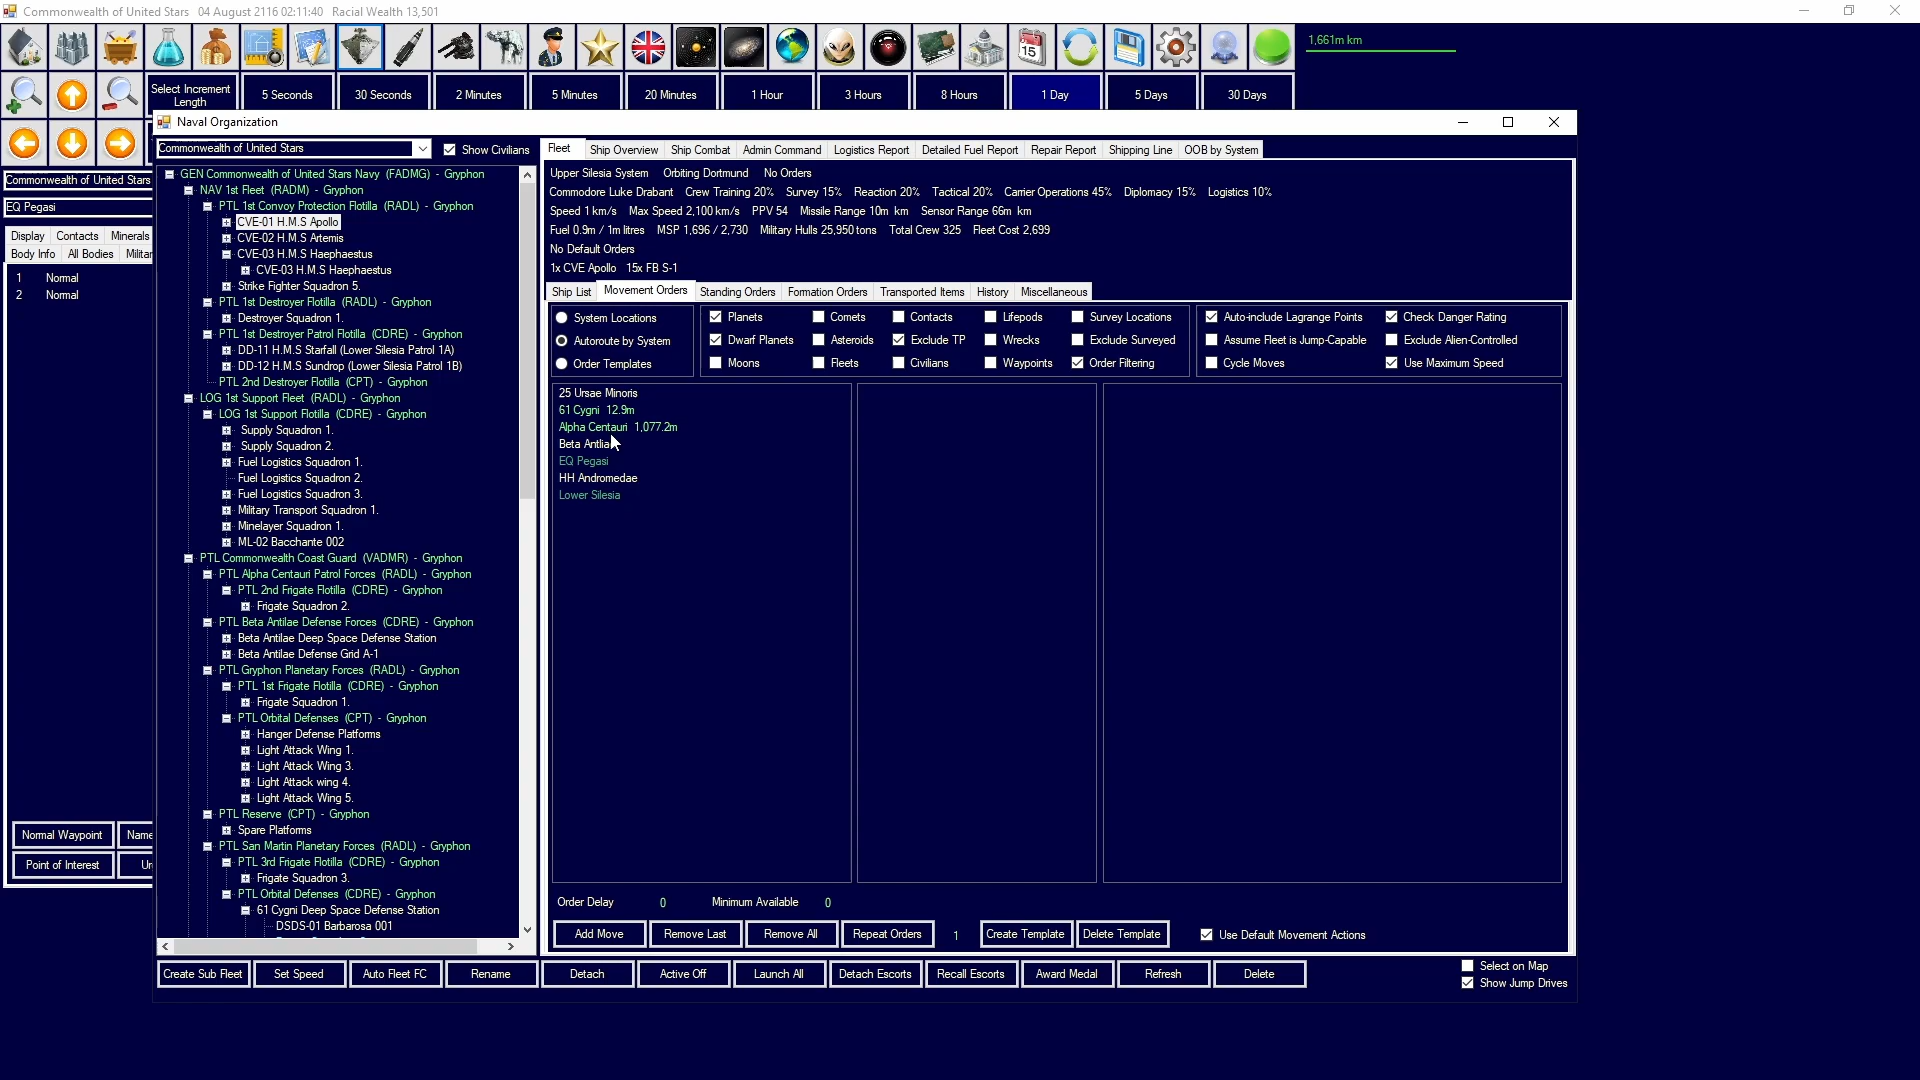 Commonwealth of United Stars   04 August 2116 02:11:40   Racial Wealth 13,501
15
1,661m km
Select Increment Length
5 Seconds
30 Seconds
2 Minutes
5 Minutes
20 Minutes
1 Hour
3 Hours
8 Hours
1 Day
5 Days
30 Days
Commonwealth of United Stars
EQ Pegasi
Display Contacts Minerals
Body Info All Bodies
1 Normal
2 Normal
Normal Waypoint
Name
Point of Interest
Naval Organization
Commonwealth of United Stars
Show Civilians
GEN Commonwealth of United Stars Navy (FADMG) - Gryphon
NAV 1st Fleet (RADM) - Gryphon
PTL 1st Convoy Protection Flotilla (RADL) - Gryphon
CVE-01 H.M.S Apollo
CVE-02 H.M.S Artemis
CVE-03 H.M.S Haephaestus
CVE-03 H.M.S Haephaestus
Strike Fighter Squadron 5.
PTL 1st Destroyer Flotilla (RADL) - Gryphon
Destroyer Squadron 1.
PTL 1st Destroyer Patrol Flotilla (CDRE) - Gryphon
DD-11 H.M.S Starfall (Lower Silesia Patrol 1A)
DD-12 H.M.S Sundrop (Lower Silesia Patrol 1B)
PTL 2nd Destroyer Flotilla (CPT) - Gryphon
LOG 1st Support Fleet (RADL) - Gryphon
LOG 1st Support Flotilla (CDRE) - Gryphon
Supply Squadron 1.
Supply Squadron 2.
Fuel Logistics Squadron 1.
Fuel Logistics Squadron 2.
Fuel Logistics Squadron 3.
Military Transport Squadron 1.
Minelayer Squadron 1.
ML-02 Bacchante 002
PTL Commonwealth Coast Guard (VADMR) - Gryphon
PTL Alpha Centauri Patrol Forces (RADL) - Gryphon
PTL 2nd Frigate Flotilla (CDRE) - Gryphon
Frigate Squadron 2.
PTL Beta Antilae Defense Forces (CDRE) - Gryphon
Beta Antilae Deep Space Defense Station
Beta Antilae Defense Grid A-1
PTL Gryphon Planetary Forces (RADL) - Gryphon
PTL 1st Frigate Flotilla (CDRE) - Gryphon
Frigate Squadron 1.
PTL Orbital Defenses (CPT) - Gryphon
Hanger Defense Platforms
Light Attack Wing 1.
Light Attack Wing 3.
Light Attack wing 4.
Light Attack Wing 5.
PTL Reserve (CPT) - Gryphon
Spare Platforms
PTL San Martin Planetary Forces (RADL) - Gryphon
PTL 3rd Frigate Flotilla (CDRE) - Gryphon
Frigate Squadron 3.
PTL Orbital Defenses (CDRE) - Gryphon
61 Cygni Deep Space Defense Station
DSDS-01 Barbarosa 001
Fleet Ship Overview Ship Combat Admin Command Logistics Report Detailed Fuel Report Repair Report Shipping Line OOB by System
Upper Silesia System   Orbiting Dortmund   No Orders
Commodore Luke Drabant   Crew Training 20%   Survey 15%   Reaction 20%   Tactical 20%   Carrier Operations 45%   Diplomacy 15%   Logistics 10%
Speed 1 km/s   Max Speed 2,100 km/s   PPV 54   Missile Range 10m km   Sensor Range 66m km
Fuel 0.9m / 1m litres   MSP 1,696 / 2,730   Military Hulls 25,950 tons   Total Crew 325   Fleet Cost 2,699
No Default Orders
1x CVE Apollo   15x FB S-1
Ship List Movement Orders Standing Orders Formation Orders Transported Items History Miscellaneous
System Locations
Autoroute by System
Order Templates
Planets Comets Contacts Lifepods Survey Locations
Dwarf Planets Asteroids Exclude TP Wrecks Exclude Surveyed
Moons Fleets Civilians Waypoints Order Filtering
Auto-include Lagrange Points Check Danger Rating
Assume Fleet is Jump-Capable Exclude Alien-Controlled
Cycle Moves Use Maximum Speed
25 Ursae Minoris
61 Cygni 12.9m
Alpha Centauri 1,077.2m
Beta Antlia
EQ Pegasi
HH Andromedae
Lower Silesia
Order Delay 0 Minimum Available 0
Add Move
Remove Last
Remove All
Repeat Orders
1
Create Template
Delete Template
Use Default Movement Actions
Create Sub Fleet
Set Speed
Auto Fleet FC
Rename
Detach
Active Off
Launch All
Detach Escorts
Recall Escorts
Award Medal
Refresh
Delete
Select on Map
Show Jump Drives